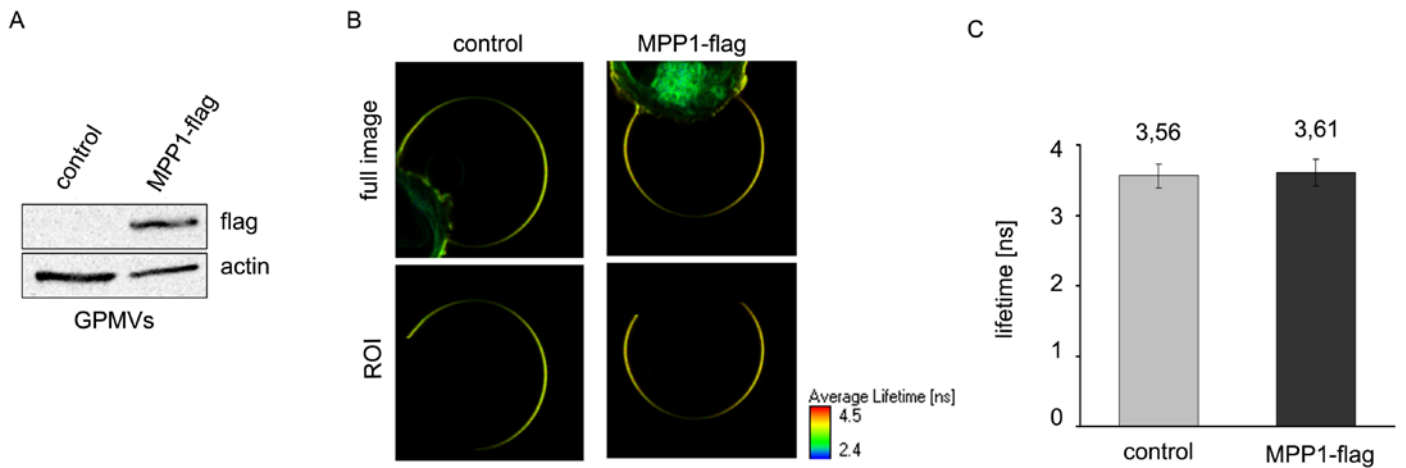 A
control
MPP1-flag
flag
actin
GPMVs
B
control
MPP1-flag
full image
ROI
Average Lifetime [ns]
4.5
2.4
C
3,56
3,61
4
3
2
1
0
lifetime [ns]
control
MPP1-flag